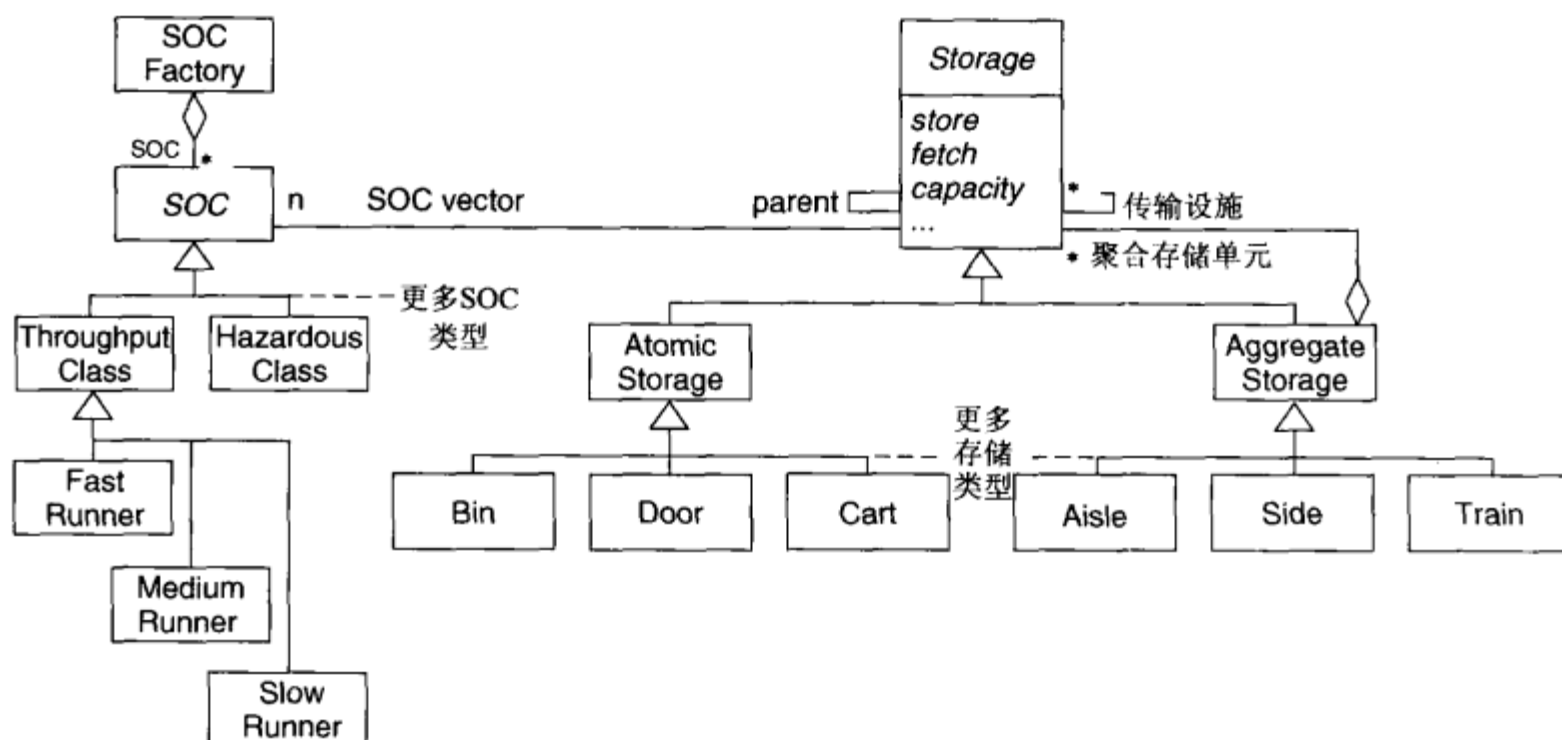 SOC
Factory
SOC
*
SOC
n
SOC vector
Storage
store
fetch
capacity
...
parent
*
传输设施
* 聚合存储单元
更多SOC
类型
Throughput
Class
Hazardous
Class
Fast
Runner
Medium
Runner
Slow
Runner
Atomic
Storage
Aggregate
Storage
更多
存储
类型
Bin
Door
Cart
Aisle
Side
Train